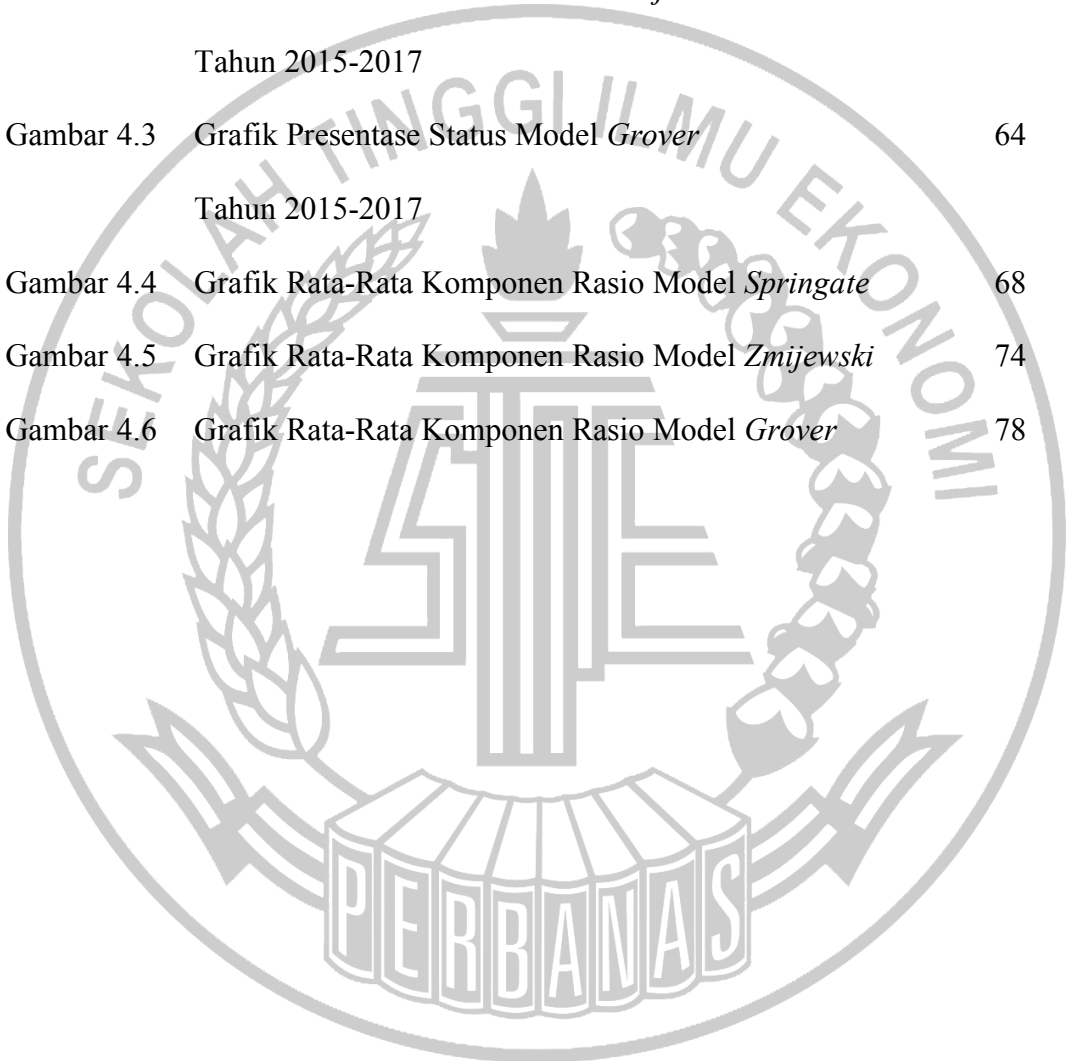 Tahun 2015-2017
Gambar 4.3 Grafik Presentase Status Model Grover 64
Tahun 2015-2017
Gambar 4.4 Grafik Rata-Rata Komponen Rasio Model Springate 68
Gambar 4.5 Grafik Rata-Rata Komponen Rasio Model Zmijewski 74
Gambar 4.6 Grafik Rata-Rata Komponen Rasio Model Grover 78
SEKOLAH TINGGI ILMU EKONOMI
STIE
PERBANAS